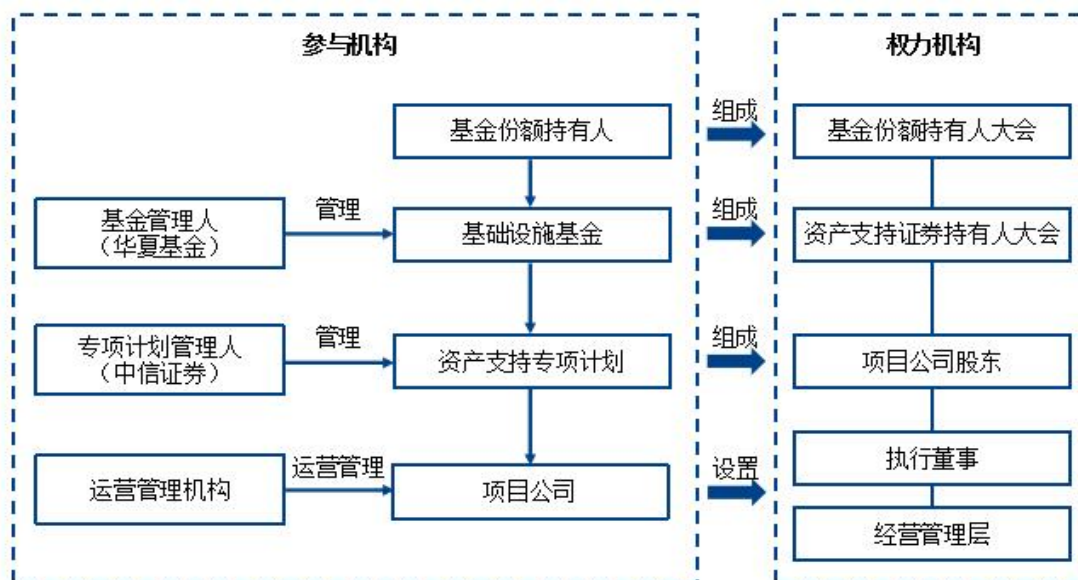 参与机构
权力机构
基金份额持有人
组成
基金份额持有人大会
基金管理人
（华夏基金）
管理
基础设施基金
组成
资产支持证券持有人大会
专项计划管理人
（中信证券）
管理
资产支持专项计划
组成
项目公司股东
运营管理机构
运营管理
项目公司
设置
执行董事
经营管理层